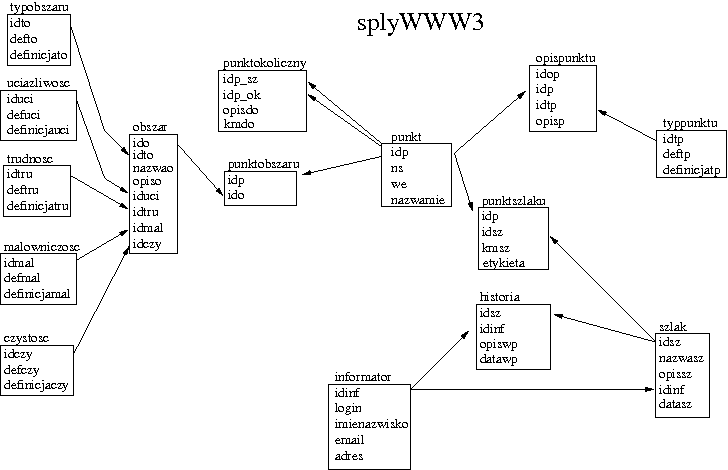 splyWWW3
typobszaru
idto
defto
definicjato
uciazliwosc
iduci
defuci
definicjauci
trudnosc
idtru
deftru
definicjatru
malowniczosc
idmal
defmal
definicjamal
czystosc
idczy
defczy
definicjaczy
obszar
ido
idto
nazwao
opiso
iduci
idtru
idmal
idczy
punktokoliczny
idp_sz
idp_ok
opisdo
kmdo
punktobszaru
idp
ido
punkt
idp
ns
we
nazwamie
opispunktu
idop
idp
idtp
opisp
typpunktu
idtp
deftp
definicjatp
punktszlaku
idp
idsz
kmsz
etykieta
historia
idsz
idinf
opiswp
datawp
szlak
idsz
nazwasz
opissz
idinf
datasz
informator
idinf
login
imienazwisko
email
adres